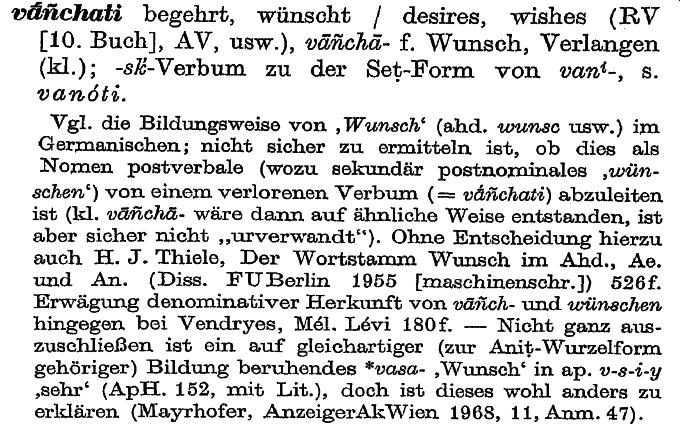 vā́ñchati begehrt, wünscht / desires, wishes (RV
[10. Buch], AV, usw.), vāñchā- f. Wunsch, Verlangen
(kl.); -sk̂-Verbum zu der Seṭ-Form von vanⁱ-, s.
vanóti.
Vgl. die Bildungsweise von ‚Wunsch‘ (ahd. wunsc usw.) im
Germanischen; nicht sicher zu ermitteln ist, ob dies als
Nomen postverbale (wozu sekundär postnominales ‚wün-
schen‘) von einem verlorenen Verbum (= vā́ñchati) abzuleiten
ist (kl. vāñchā- wäre dann auf ähnliche Weise entstanden, ist
aber sicher nicht „urverwandt“). Ohne Entscheidung hierzu
auch H. J. Thiele, Der Wortstamm Wunsch im Ahd., Ae.
und An. (Diss. FUBerlin 1955 [maschinenschr.]) 526f.
Erwägung denominativer Herkunft von vāñch- und wünschen
hingegen bei Vendryes, Mél. Lévi 180f. — Nicht ganz aus-
zuschließen ist ein auf gleichartiger (zur Aniṭ-Wurzelform
gehöriger) Bildung beruhendes *vasa- ‚Wunsch‘ in ap. v-s-i-y
‚sehr‘ (ApH. 152, mit Lit.), doch ist dieses wohl anders zu
erklären (Mayrhofer, AnzeigerAkWien 1968, 11, Anm. 47).